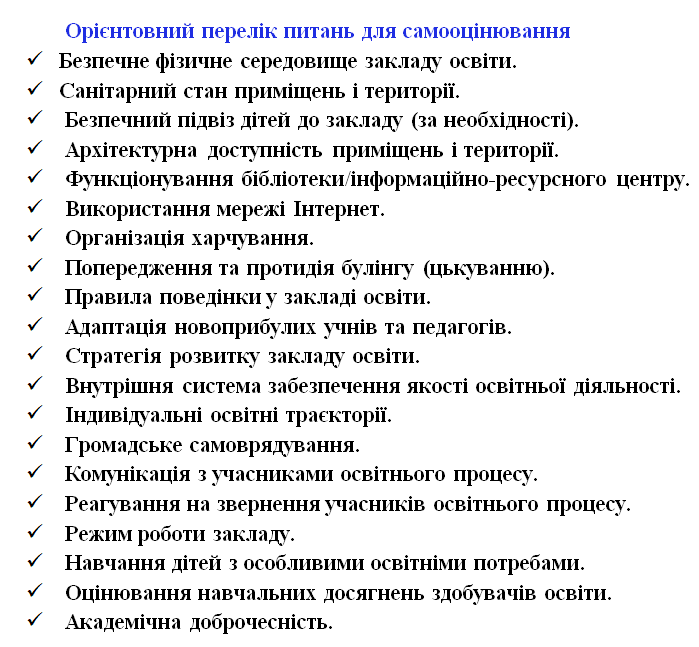 Орієнтовний перелік питань для самооцінювання
✓ Безпечне фізичне середовище закладу освіти.
✓ Санітарний стан приміщень і території.
✓ Безпечний підвіз дітей до закладу (за необхідності).
✓ Архітектурна доступність приміщень і території.
✓ Функціонування бібліотеки/інформаційно-ресурсного центру.
✓ Використання мережі Інтернет.
✓ Організація харчування.
✓ Попередження та протидія булінгу (цькуванню).
✓ Правила поведінки у закладі освіти.
✓ Адаптація новоприбулих учнів та педагогів.
✓ Стратегія розвитку закладу освіти.
✓ Внутрішня система забезпечення якості освітньої діяльності.
✓ Індивідуальні освітні траєкторії.
✓ Громадське самоврядування.
✓ Комунікація з учасниками освітнього процесу.
✓ Реагування на звернення учасників освітнього процесу.
✓ Режим роботи закладу.
✓ Навчання дітей з особливими освітніми потребами.
✓ Оцінювання навчальних досягнень здобувачів освіти.
✓ Академічна доброчесність.